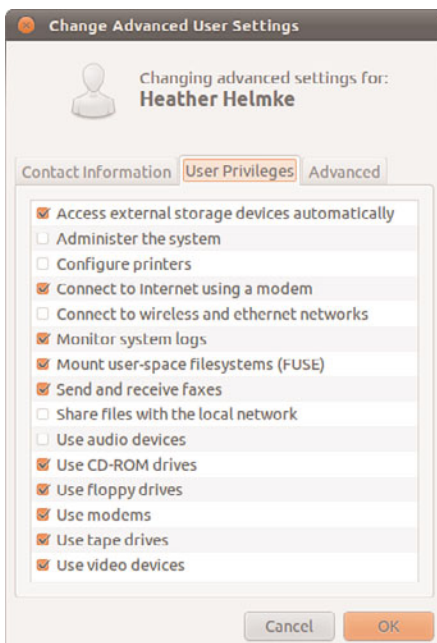 Change Advanced User Settings
Changing advanced settings for:
Heather Helmke
Contact Information User Privileges Advanced
Access external storage devices automatically
Administer the system
Configure printers
Connect to Internet using a modem
Connect to wireless and ethernet networks
Monitor system logs
Mount user-space filesystems (FUSE)
Send and receive faxes
Share files with the local network
Use audio devices
Use CD-ROM drives
Use floppy drives
Use modems
Use tape drives
Use video devices
Cancel OK